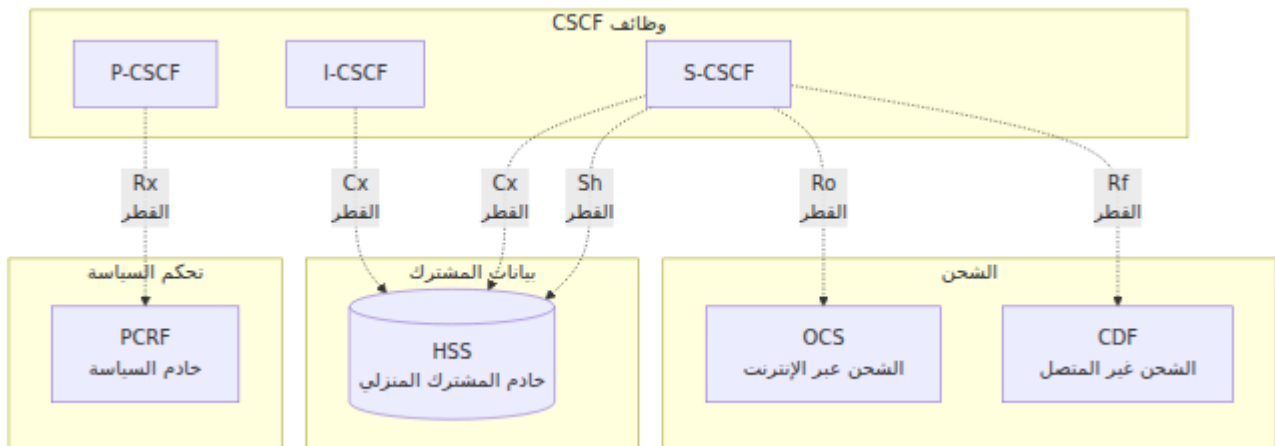 وظائف CSCF
P-CSCF
I-CSCF
S-CSCF
Rx
القطر
Cx
القطر
Cx
القطر
Sh
القطر
Ro
القطر
Rf
القطر
تحكم السياسة
بيانات المشترك
الشحن
PCRF
خادم السياسة
HSS
خادم المشترك المنزلي
OCS
الشحن عبر الإنترنت
CDF
الشحن غير المتصل